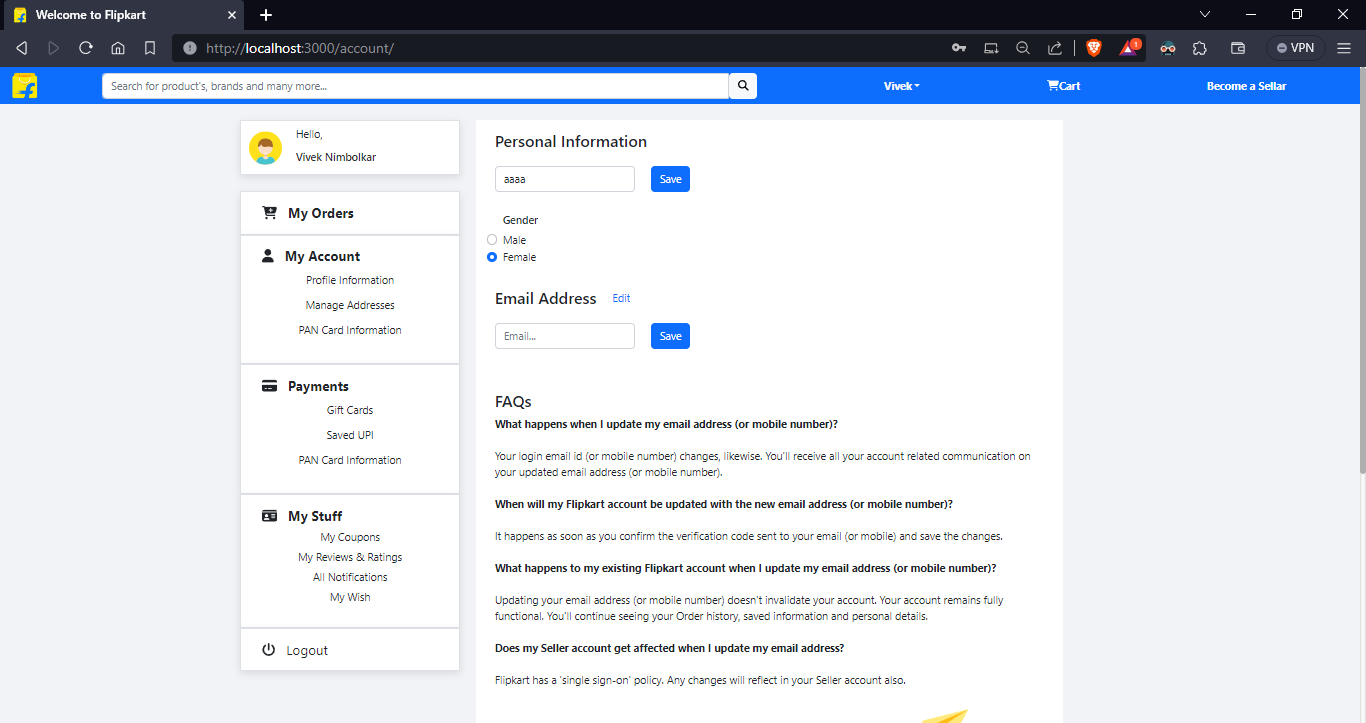 Welcome to Flipkart
http://localhost:3000/account/
1
VPN
Search for product's, brands and many more...
Vivek
Cart
Become a Sellar
Hello,
Vivek Nimbolkar
My Orders
My Account
Profile Information
Manage Addresses
PAN Card Information
Payments
Gift Cards
Saved UPI
PAN Card Information
My Stuff
My Coupons
My Reviews & Ratings
All Notifications
My Wish
Logout
Personal Information
aaaa
Save
Gender
Male
Female
Email Address Edit
Email...
Save
FAQs
What happens when I update my email address (or mobile number)?
Your login email id (or mobile number) changes, likewise. You'll receive all your account related communication on
your updated email address (or mobile number).
When will my Flipkart account be updated with the new email address (or mobile number)?
It happens as soon as you confirm the verification code sent to your email (or mobile) and save the changes.
What happens to my existing Flipkart account when I update my email address (or mobile number)?
Updating your email address (or mobile number) doesn't invalidate your account. Your account remains fully
functional. You'll continue seeing your Order history, saved information and personal details.
Does my Seller account get affected when I update my email address?
Flipkart has a 'single sign-on' policy. Any changes will reflect in your Seller account also.